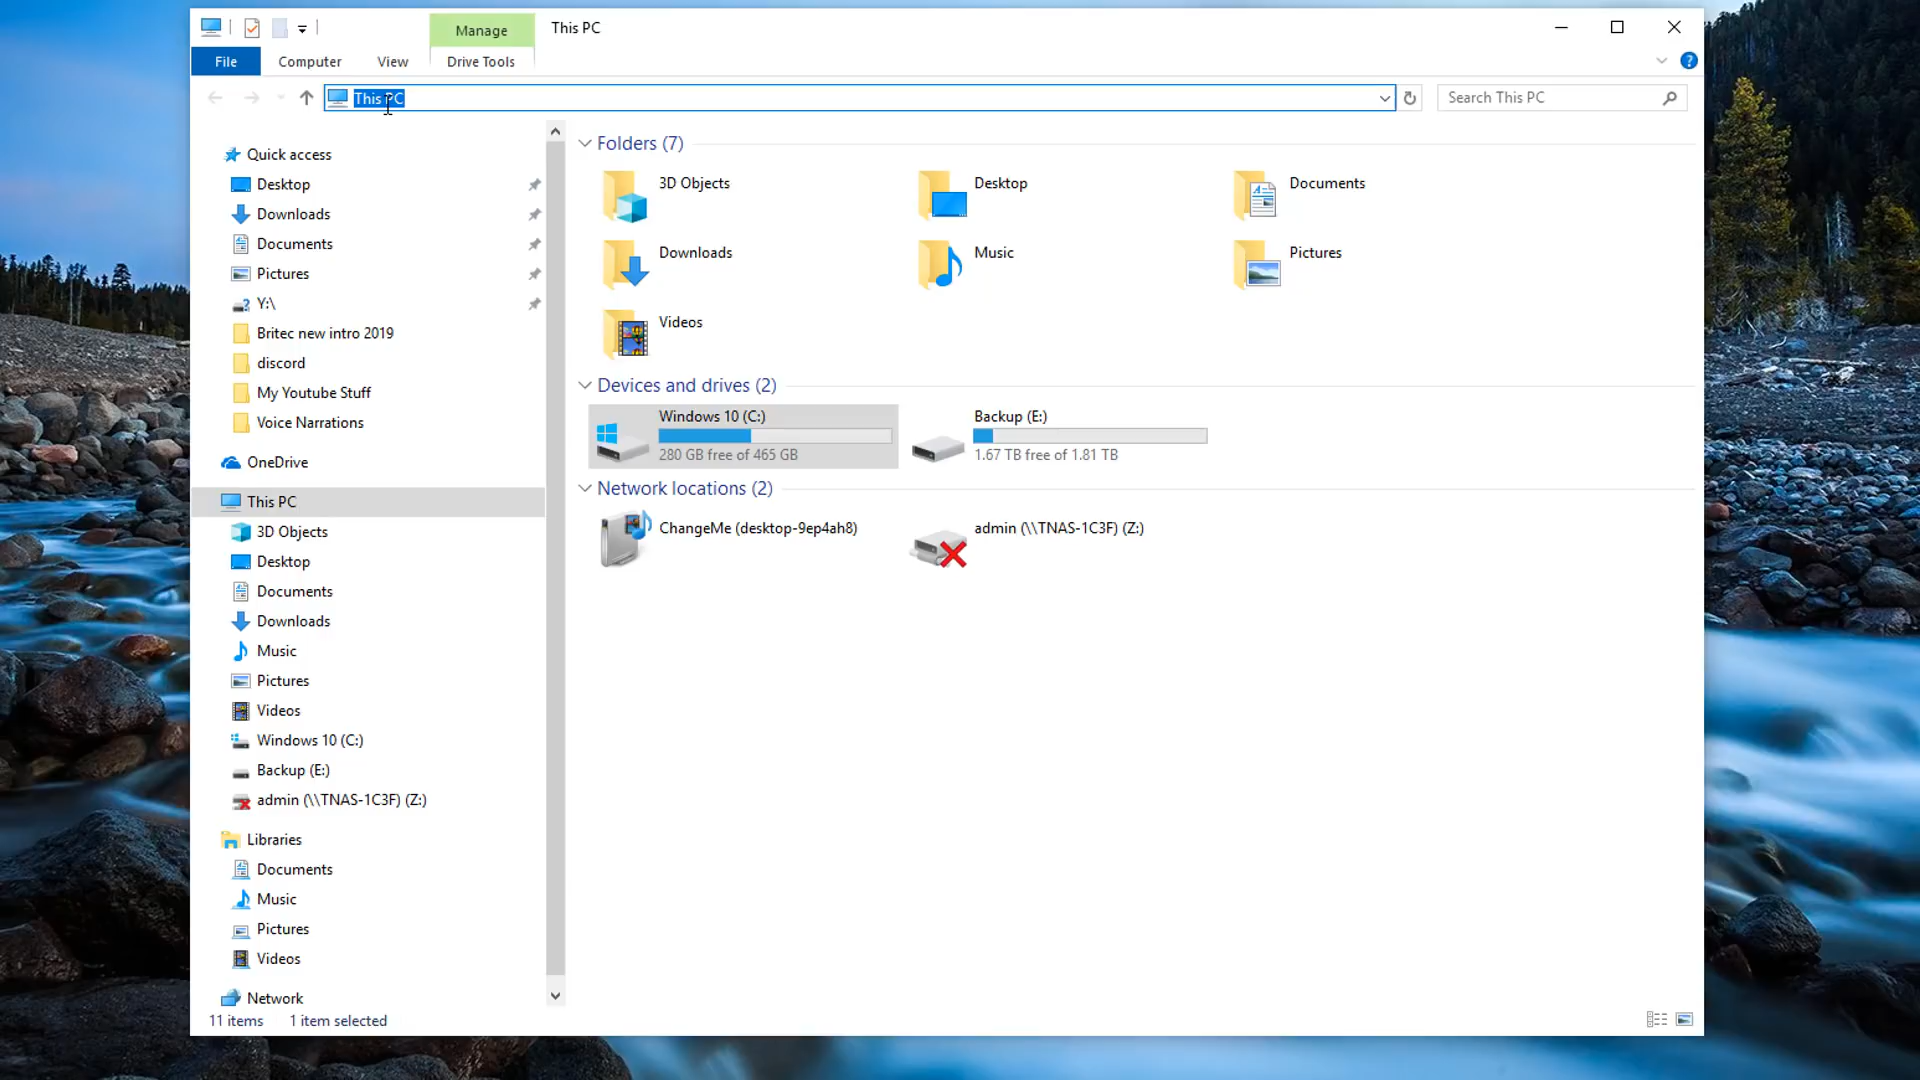 Manage
This PC
File
Computer
View
Drive Tools
This PC
Search This PC
Quick access
Desktop
Downloads
Documents
Pictures
Y:\
Britec new intro 2019
discord
My Youtube Stuff
Voice Narrations
OneDrive
This PC
3D Objects
Desktop
Documents
Downloads
Music
Pictures
Videos
Windows 10 (C:)
Backup (E:)
admin (\\TNAS-1C3F) (Z:)
Libraries
Documents
Music
Pictures
Videos
Network
Folders (7)
3D Objects
Desktop
Documents
Downloads
Music
Pictures
Videos
Devices and drives (2)
Windows 10 (C:)
280 GB free of 465 GB
Backup (E:)
1.67 TB free of 1.81 TB
Network locations (2)
ChangeMe (desktop-9ep4ah8)
admin (\\TNAS-1C3F) (Z:)
11 items
1 item selected